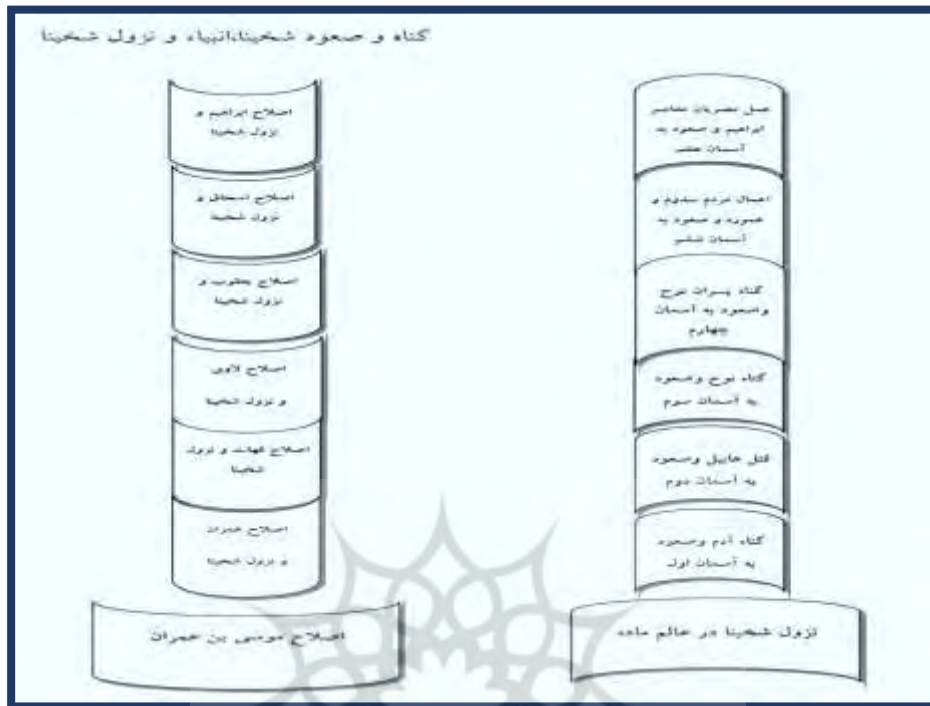 گناه و صعود شخینا،انبیاء و نزول شخینا
عمل مصریان معاصر
ابراهیم و صعود به
آسمان هفتم
اعمال مردم سدوم و
عموره و صعود به
آسمان ششم
گناه پسران نوح
وصعود به آسمان
چهارم
گناه نوح وصعود
به آسمان سوم
قتل هابیل وصعود
به آسمان دوم
گناه آدم وصعود
به آسمان اول
نزول شخینا در عالم ماده
اصلاح ابراهیم و
نزول شخینا
اصلاح اسحاق و
نزول شخینا
اصلاح یعقوب و
نزول شخینا
اصلاح لاوی
و نزول شخینا
اصلاح قهات و نزول
شخینا
اصلاح عمران
و نزول شخینا
اصلاح موسی بن عمران